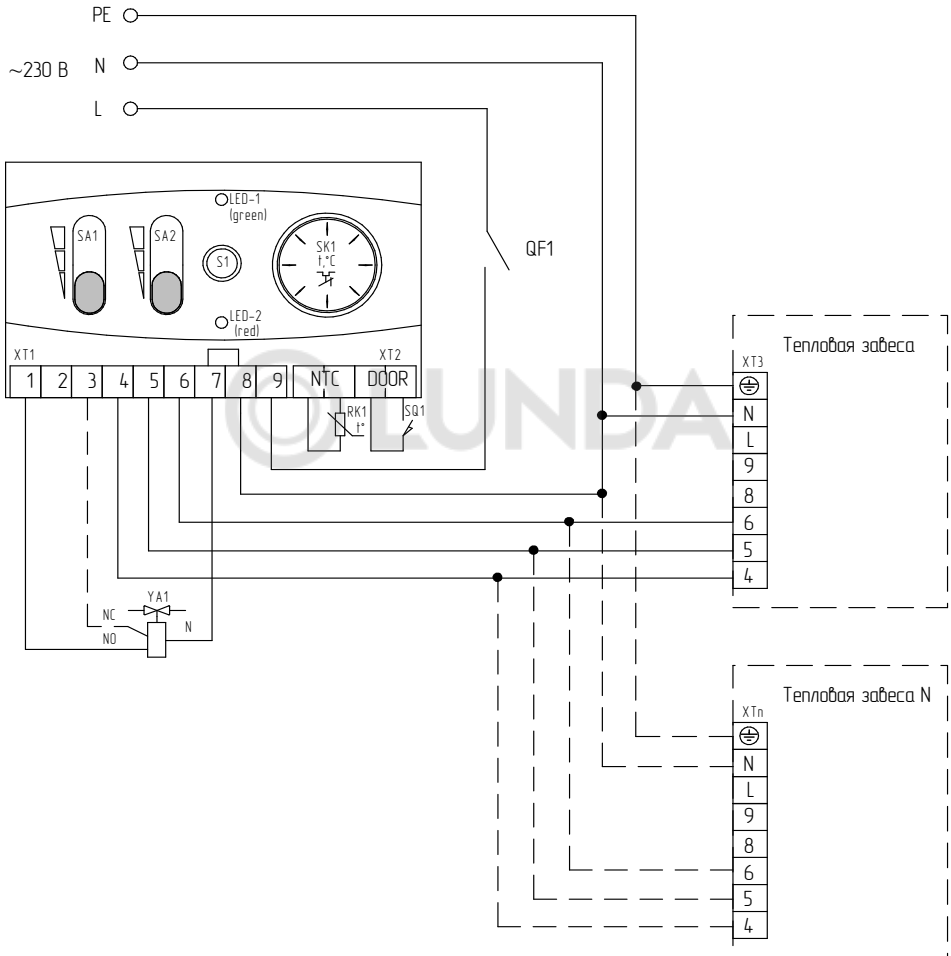 PE
~230 В
N
L
LED-1
(green)
SA1
SA2
S1
SK1
t,°C
QF1
LED-2
(red)
XT1
XT2
1 2 3 4 5 6 7 8 9 NTC DOOR
RK1
t°
SQ1
LUNDA
YA1
NC
NO
N
Тепловая завеса
XT3
N
L
9
8
6
5
4
Тепловая завеса N
XTn
N
L
9
8
6
5
4